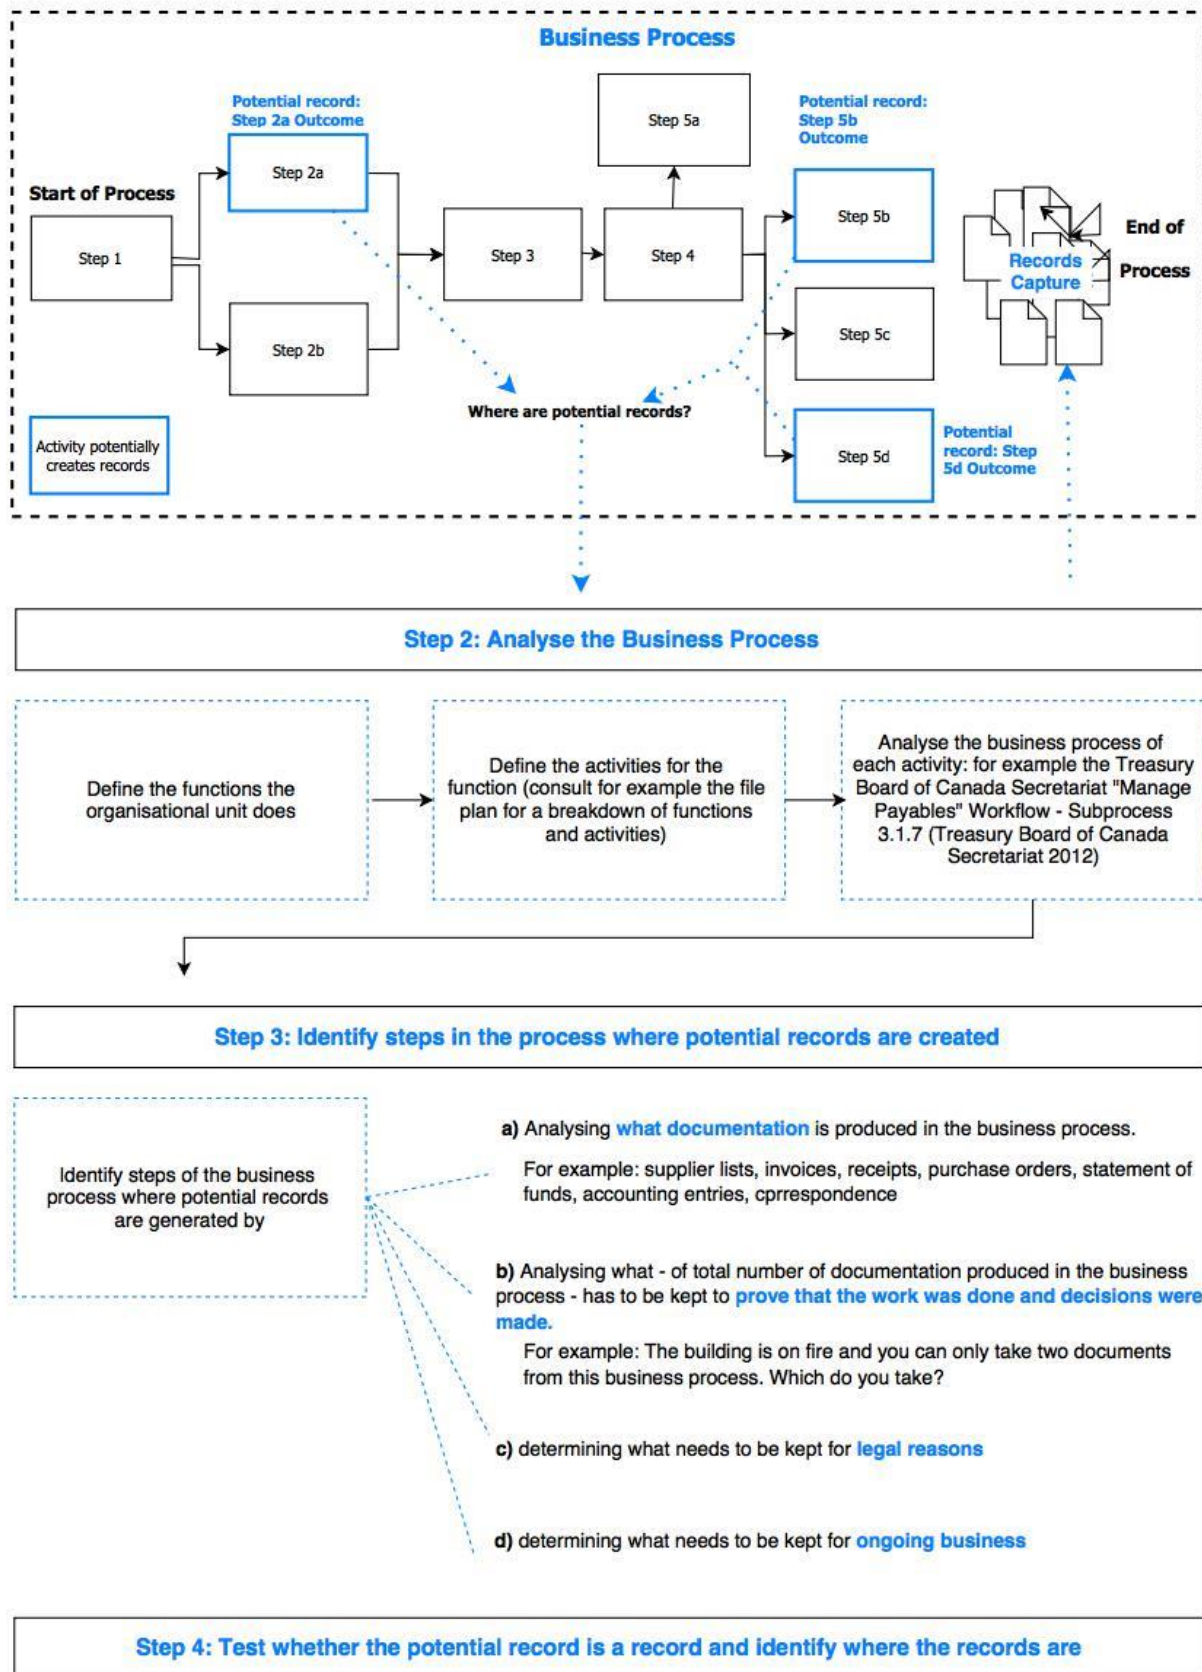 Business Process
Potential record:
Step 2a Outcome
Step 2a
Start of Process
Step 1
Step 2b
Step 3
Step 4
Step 5a
Potential record:
Step 5b
Outcome
Step 5b
Step 5c
Step 5d
Potential
record: Step
5d Outcome
Records
Capture
End of
Process
Where are potential records?
Activity potentially
creates records
Step 2: Analyse the Business Process
Define the functions the
organisational unit does
Define the activities for the
function (consult for example the file
plan for a breakdown of functions
and activities)
Analyse the business process of
each activity: for example the Treasury
Board of Canada Secretariat "Manage
Payables" Workflow - Subprocess
3.1.7 (Treasury Board of Canada
Secretariat 2012)
Step 3: Identify steps in the process where potential records are created
Identify steps of the business
process where potential records
are generated by
a) Analysing what documentation is produced in the business process.
For example: supplier lists, invoices, receipts, purchase orders, statement of
funds, accounting entries, cprrespondence
b) Analysing what - of total number of documentation produced in the business
process - has to be kept to prove that the work was done and decisions were
made.
For example: The building is on fire and you can only take two documents
from this business process. Which do you take?
c) determining what needs to be kept for legal reasons
d) determining what needs to be kept for ongoing business
Step 4: Test whether the potential record is a record and identify where the records are